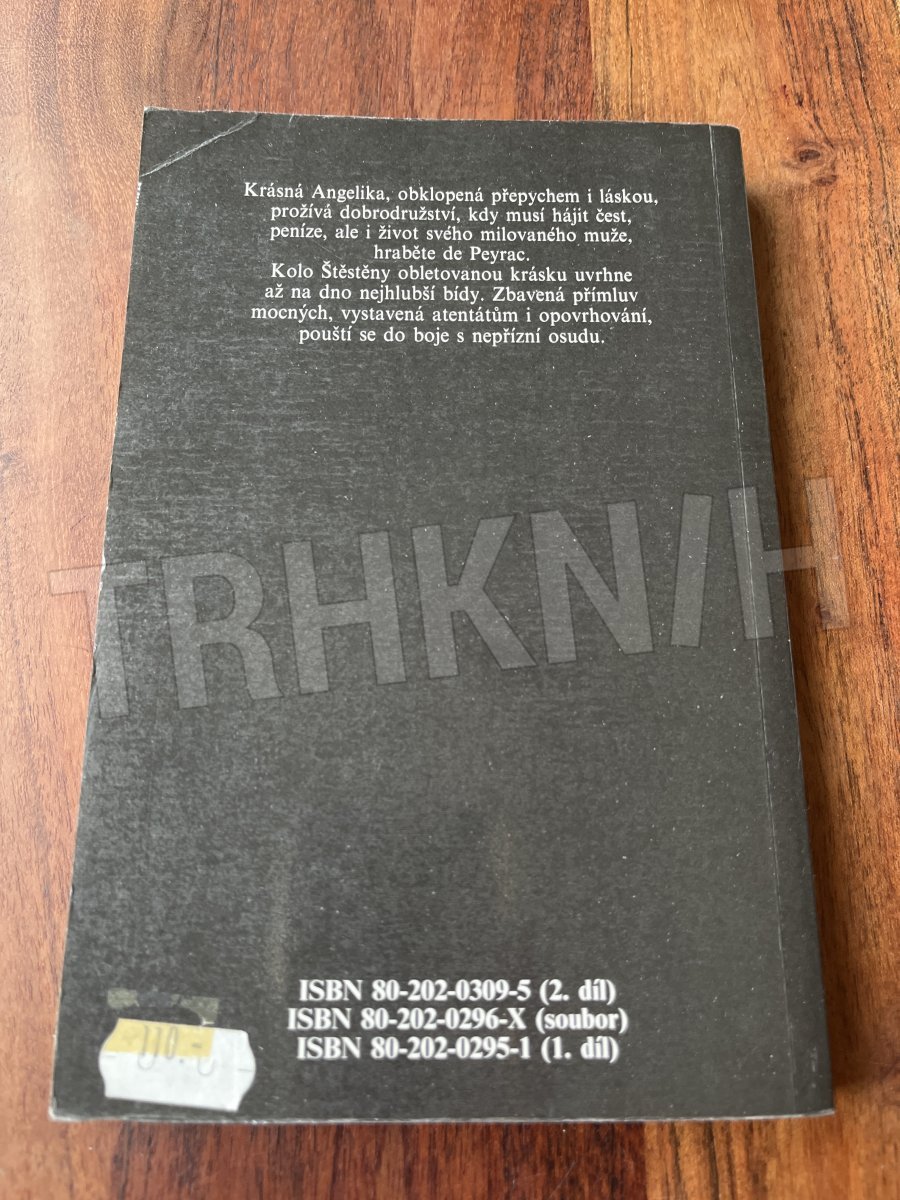 Krásná Angelika, obklopená přepychem i láskou,
prožívá dobrodružství, kdy musí hájit čest,
peníze, ale i život svého milovaného muže,
hraběte de Peyrac.
Kolo Štěstěny obletovanou krásku uvrhne
až na dno nejhlubší bídy. Zbavená přímluv
mocných, vystavená atentátům i opovrhování,
pouští se do boje s nepřízní osudu.
TRHKNIH
ISBN 80-202-0309-5 (2. díl)
ISBN 80-202-0296-X (soubor)
ISBN 80-202-0295-1 (1. díl)